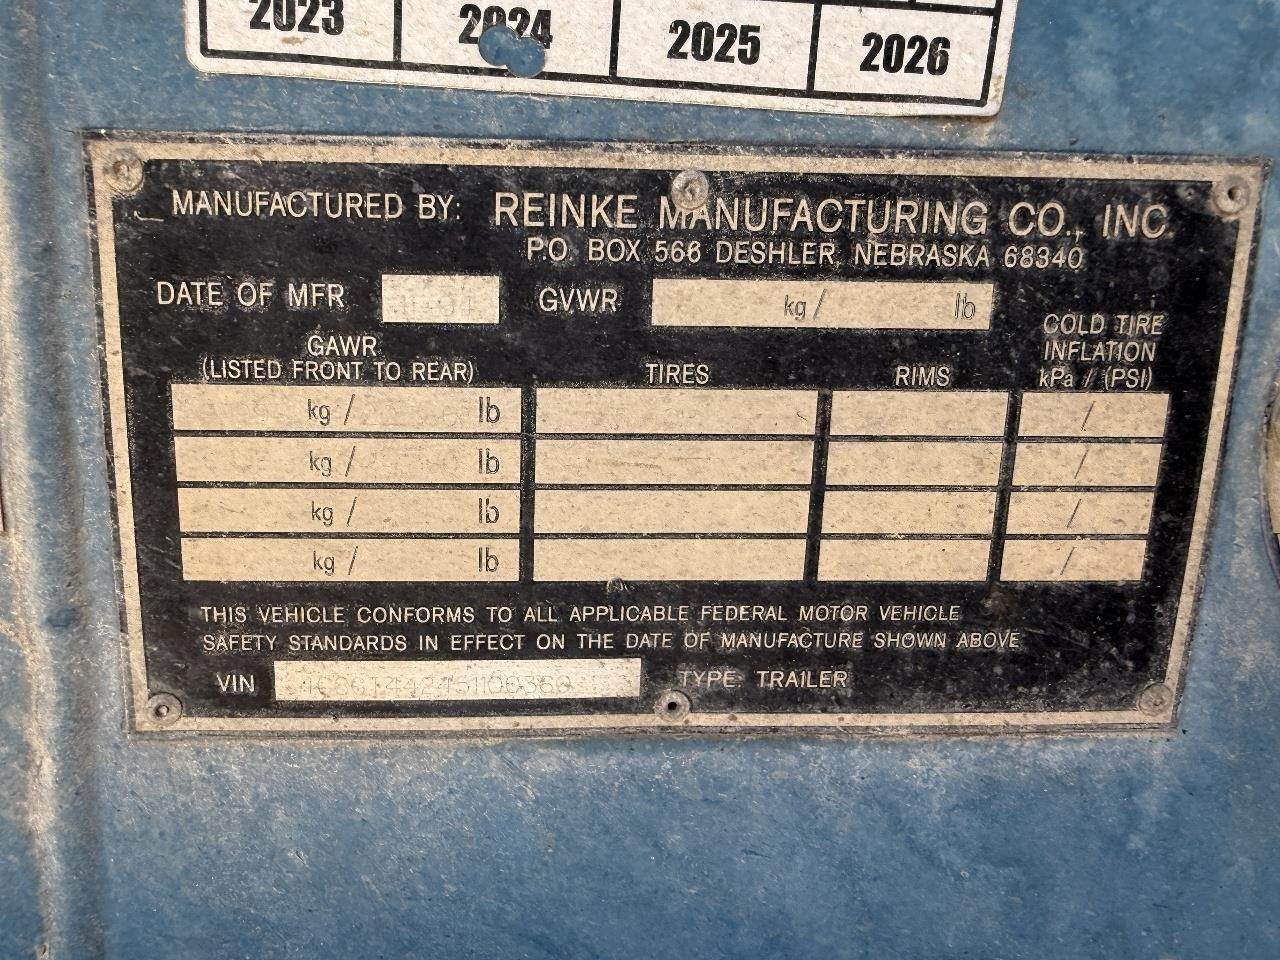 2023 2024 2025 2026
MANUFACTURED BY: REINKE MANUFACTURING CO., INC.
P.O. BOX 566 DESHLER, NEBRASKA 68340
DATE OF MFR GVWR kg / lb
COLD TIRE
GAWR INFLATION
(LISTED FRONT TO REAR) TIRES RIMS kPa / (PSI)
kg / lb /
kg / lb /
kg / lb /
kg / lb /
THIS VEHICLE CONFORMS TO ALL APPLICABLE FEDERAL MOTOR VEHICLE
SAFETY STANDARDS IN EFFECT ON THE DATE OF MANUFACTURE SHOWN ABOVE
VIN TYPE: TRAILER